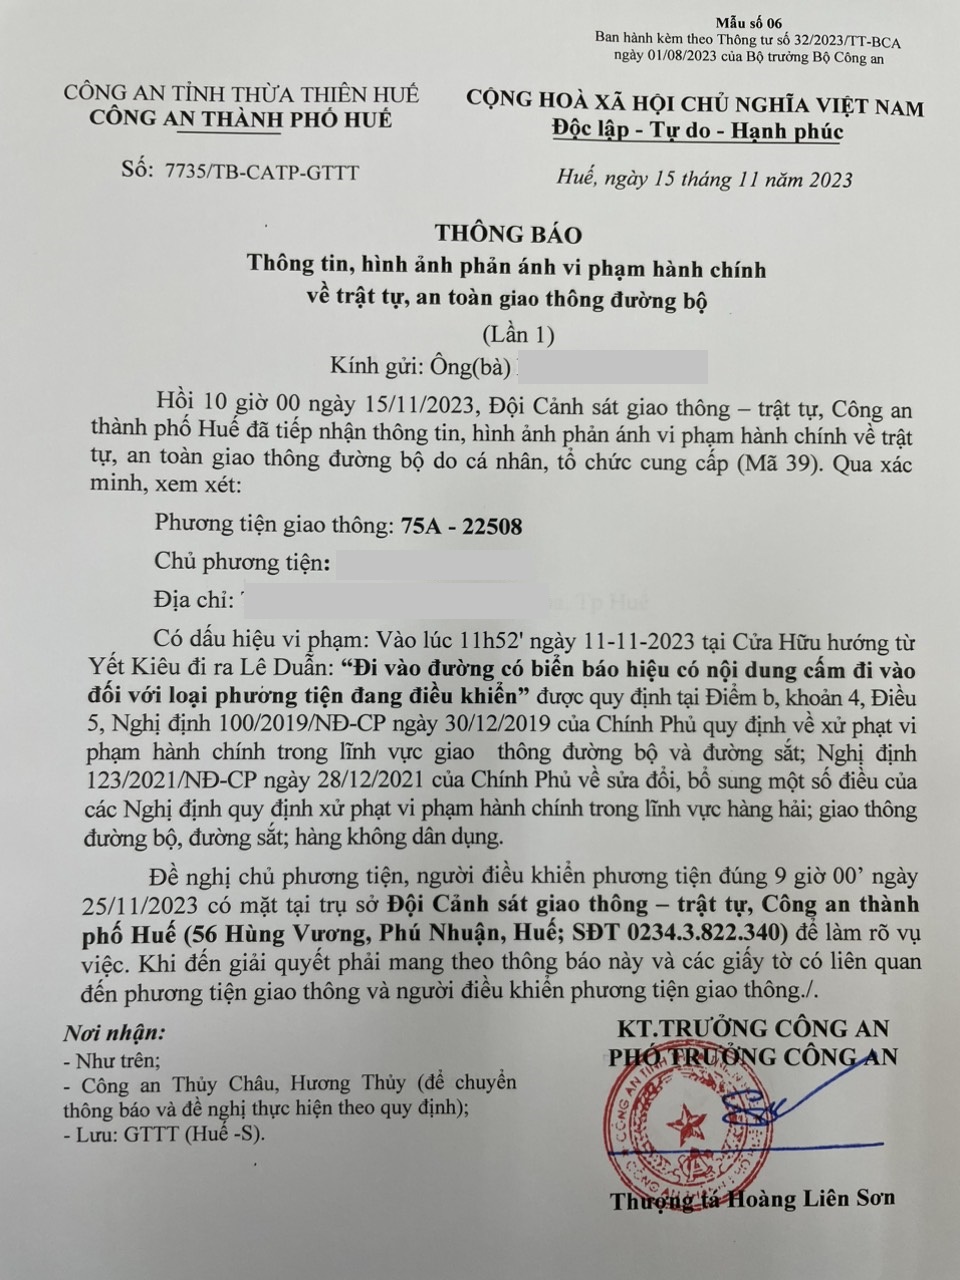 Mẫu số 06
Ban hành kèm theo Thông tư số 32/2023/TT-BCA
ngày 01/08/2023 của Bộ trưởng Bộ Công an
CÔNG AN TỈNH THỪA THIÊN HUẾ
CÔNG AN THÀNH PHỐ HUẾ
Số: 7735/TB-CATP-GTTT
CỘNG HOÀ XÃ HỘI CHỦ NGHĨA VIỆT NAM
Độc lập - Tự do - Hạnh phúc
Huế, ngày 15 tháng 11 năm 2023
THÔNG BÁO
Thông tin, hình ảnh phản ánh vi phạm hành chính
về trật tự, an toàn giao thông đường bộ
(Lần 1)
Kính gửi: Ông(bà)
Hồi 10 giờ 00 ngày 15/11/2023, Đội Cảnh sát giao thông – trật tự, Công an
thành phố Huế đã tiếp nhận thông tin, hình ảnh phản ánh vi phạm hành chính về trật
tự, an toàn giao thông đường bộ do cá nhân, tổ chức cung cấp (Mã 39). Qua xác
minh, xem xét:
Phương tiện giao thông: 75A - 22508
Chủ phương tiện:
Địa chỉ: Tp Huế
Có dấu hiệu vi phạm: Vào lúc 11h52' ngày 11-11-2023 tại Cửa Hữu hướng từ
Yết Kiêu đi ra Lê Duẫn: “Đi vào đường có biển báo hiệu có nội dung cấm đi vào
đối với loại phương tiện đang điều khiển” được quy định tại Điểm b, khoản 4, Điều
5, Nghị định 100/2019/NĐ-CP ngày 30/12/2019 của Chính Phủ quy định về xử phạt vi
phạm hành chính trong lĩnh vực giao thông đường bộ và đường sắt; Nghị định
123/2021/NĐ-CP ngày 28/12/2021 của Chính Phủ về sửa đổi, bổ sung một số điều của
các Nghị định quy định xử phạt vi phạm hành chính trong lĩnh vực hàng hải; giao thông
đường bộ, đường sắt; hàng không dân dụng.
Đề nghị chủ phương tiện, người điều khiển phương tiện đúng 9 giờ 00’ ngày
25/11/2023 có mặt tại trụ sở Đội Cảnh sát giao thông – trật tự, Công an thành
phố Huế (56 Hùng Vương, Phú Nhuận, Huế; SĐT 0234.3.822.340) để làm rõ vụ
việc. Khi đến giải quyết phải mang theo thông báo này và các giấy tờ có liên quan
đến phương tiện giao thông và người điều khiển phương tiện giao thông./.
Nơi nhận:
- Như trên;
- Công an Thủy Châu, Hương Thủy (để chuyển
thông báo và đề nghị thực hiện theo quy định);
- Lưu: GTTT (Huế -S).
KT.TRƯỞNG CÔNG AN
PHÓ TRƯỞNG CÔNG AN
Thượng tá Hoàng Liên Sơn